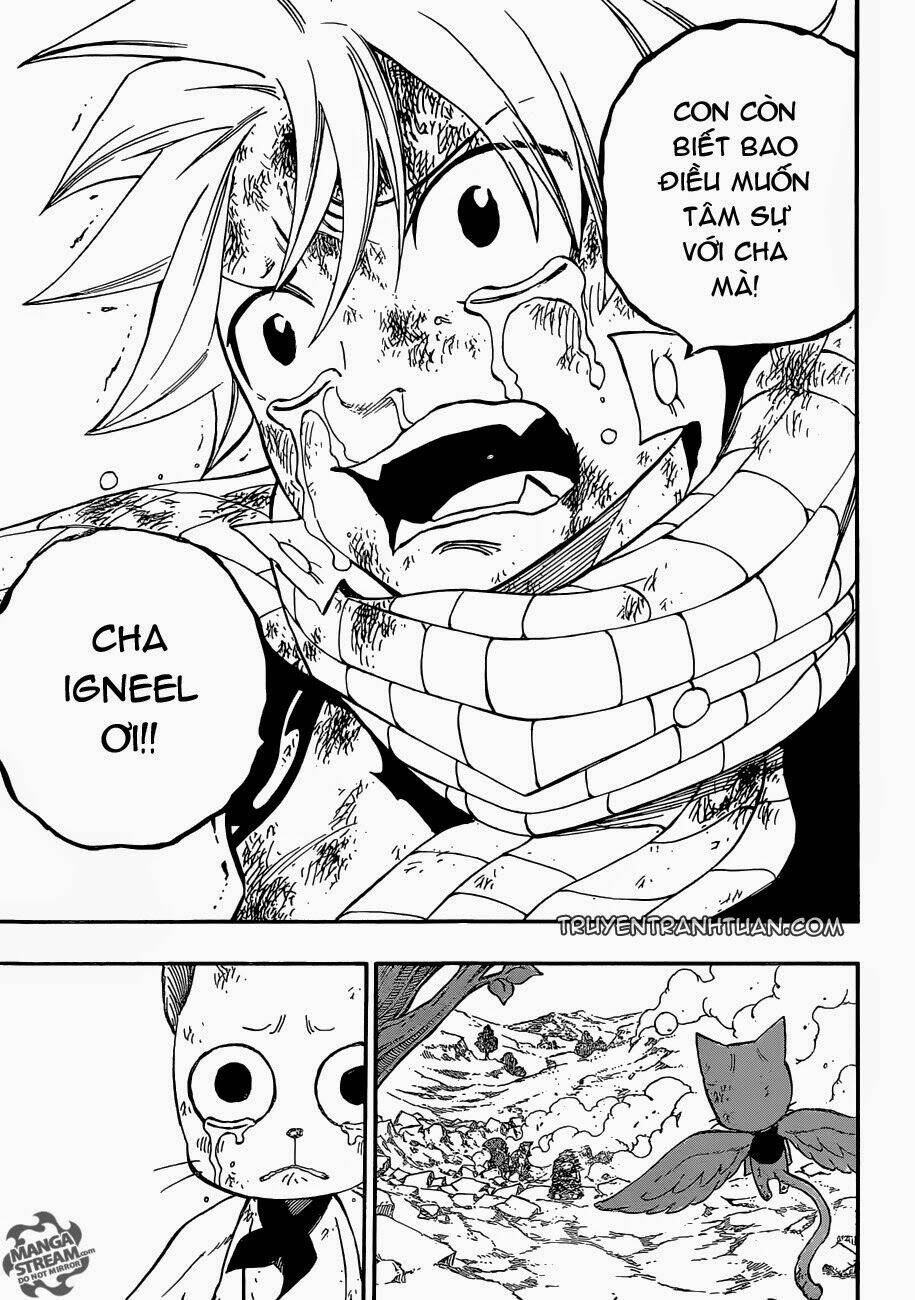 CON CÒN
BIẾT BAO
ĐIỀU MUỐN
TÂM SỰ
VỚI CHA
MÀ!
CHA
IGNEEL
ƠI!!
TRUYENTRANHTUAN.COM
MANGA
STREAM.com
DO NOT MIRROR